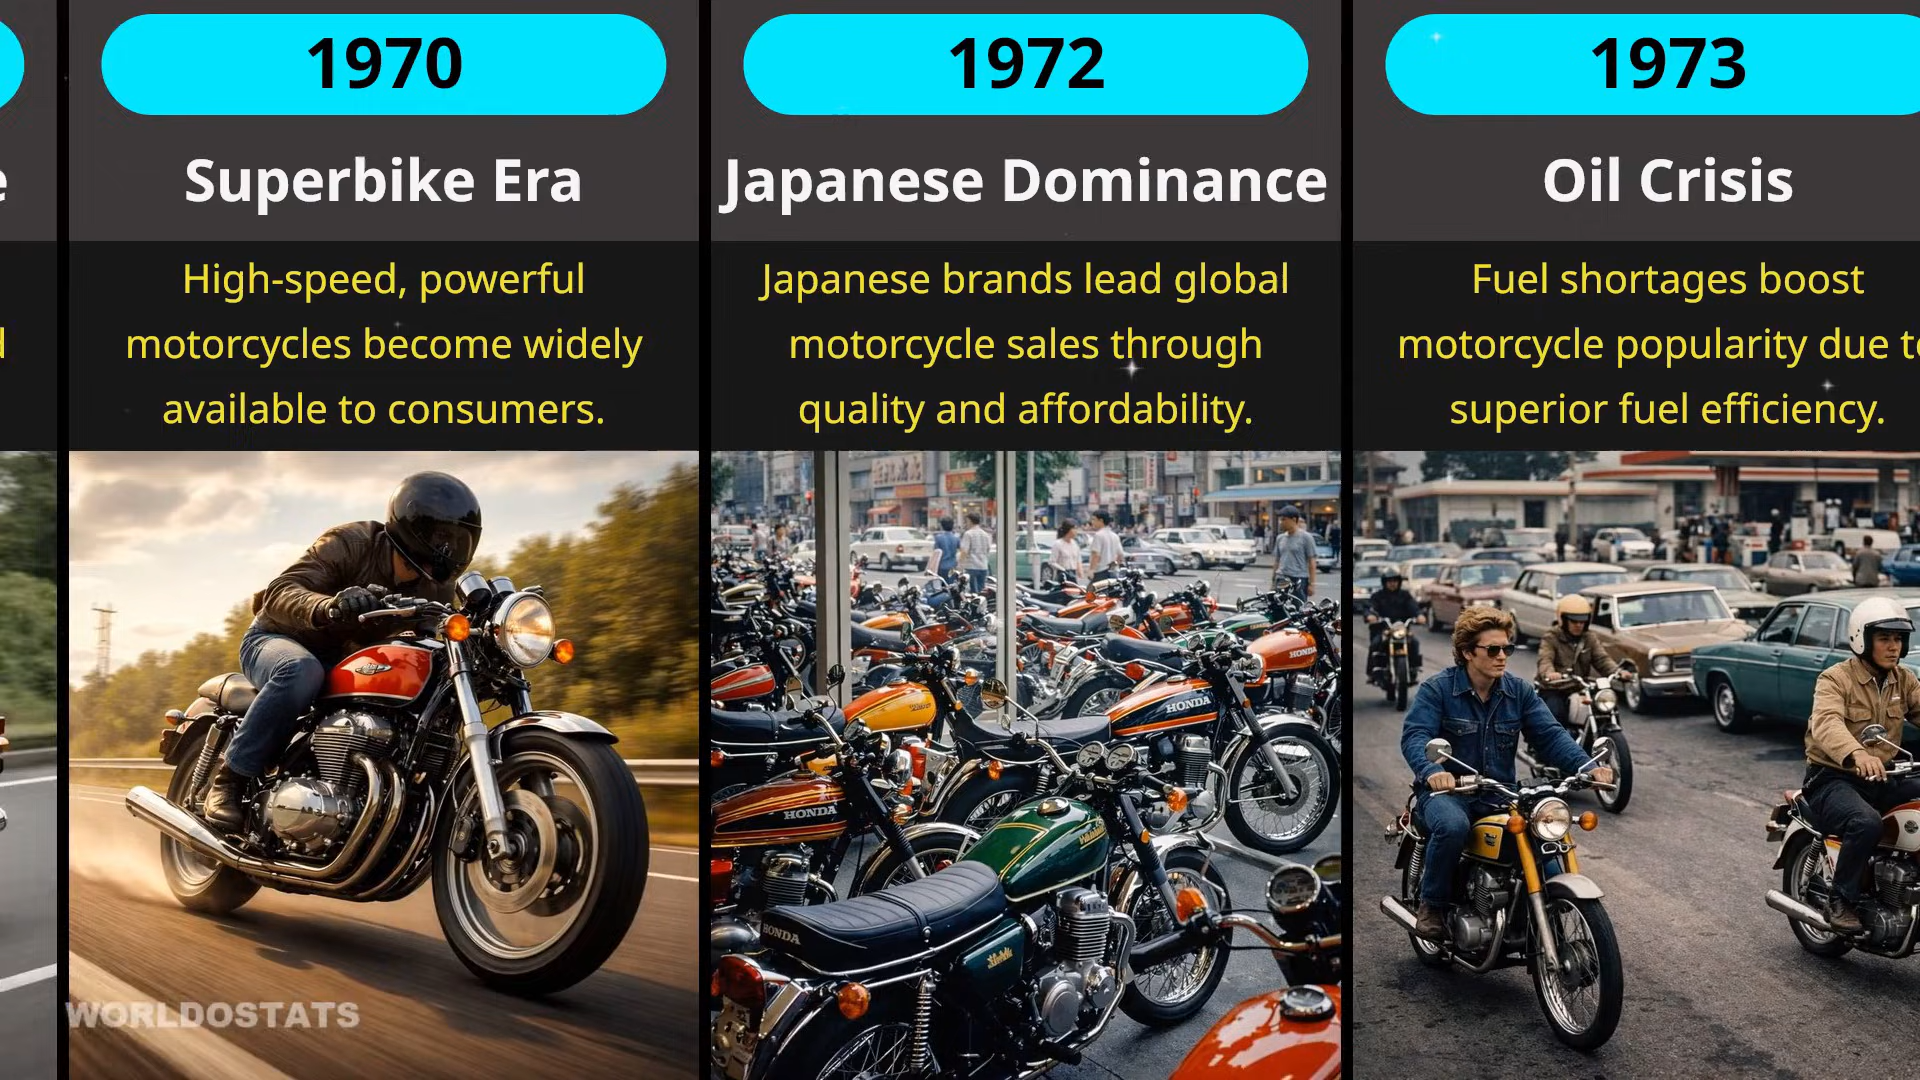 1970
Superbike Era
High-speed, powerful
motorcycles become widely
available to consumers.
1972
Japanese Dominance
Japanese brands lead global
motorcycle sales through
quality and affordability.
1973
Oil Crisis
Fuel shortages boost
motorcycle popularity due to
superior fuel efficiency.
HONDA
HONDA
HONDA
HONDA
WORLDOSTATS